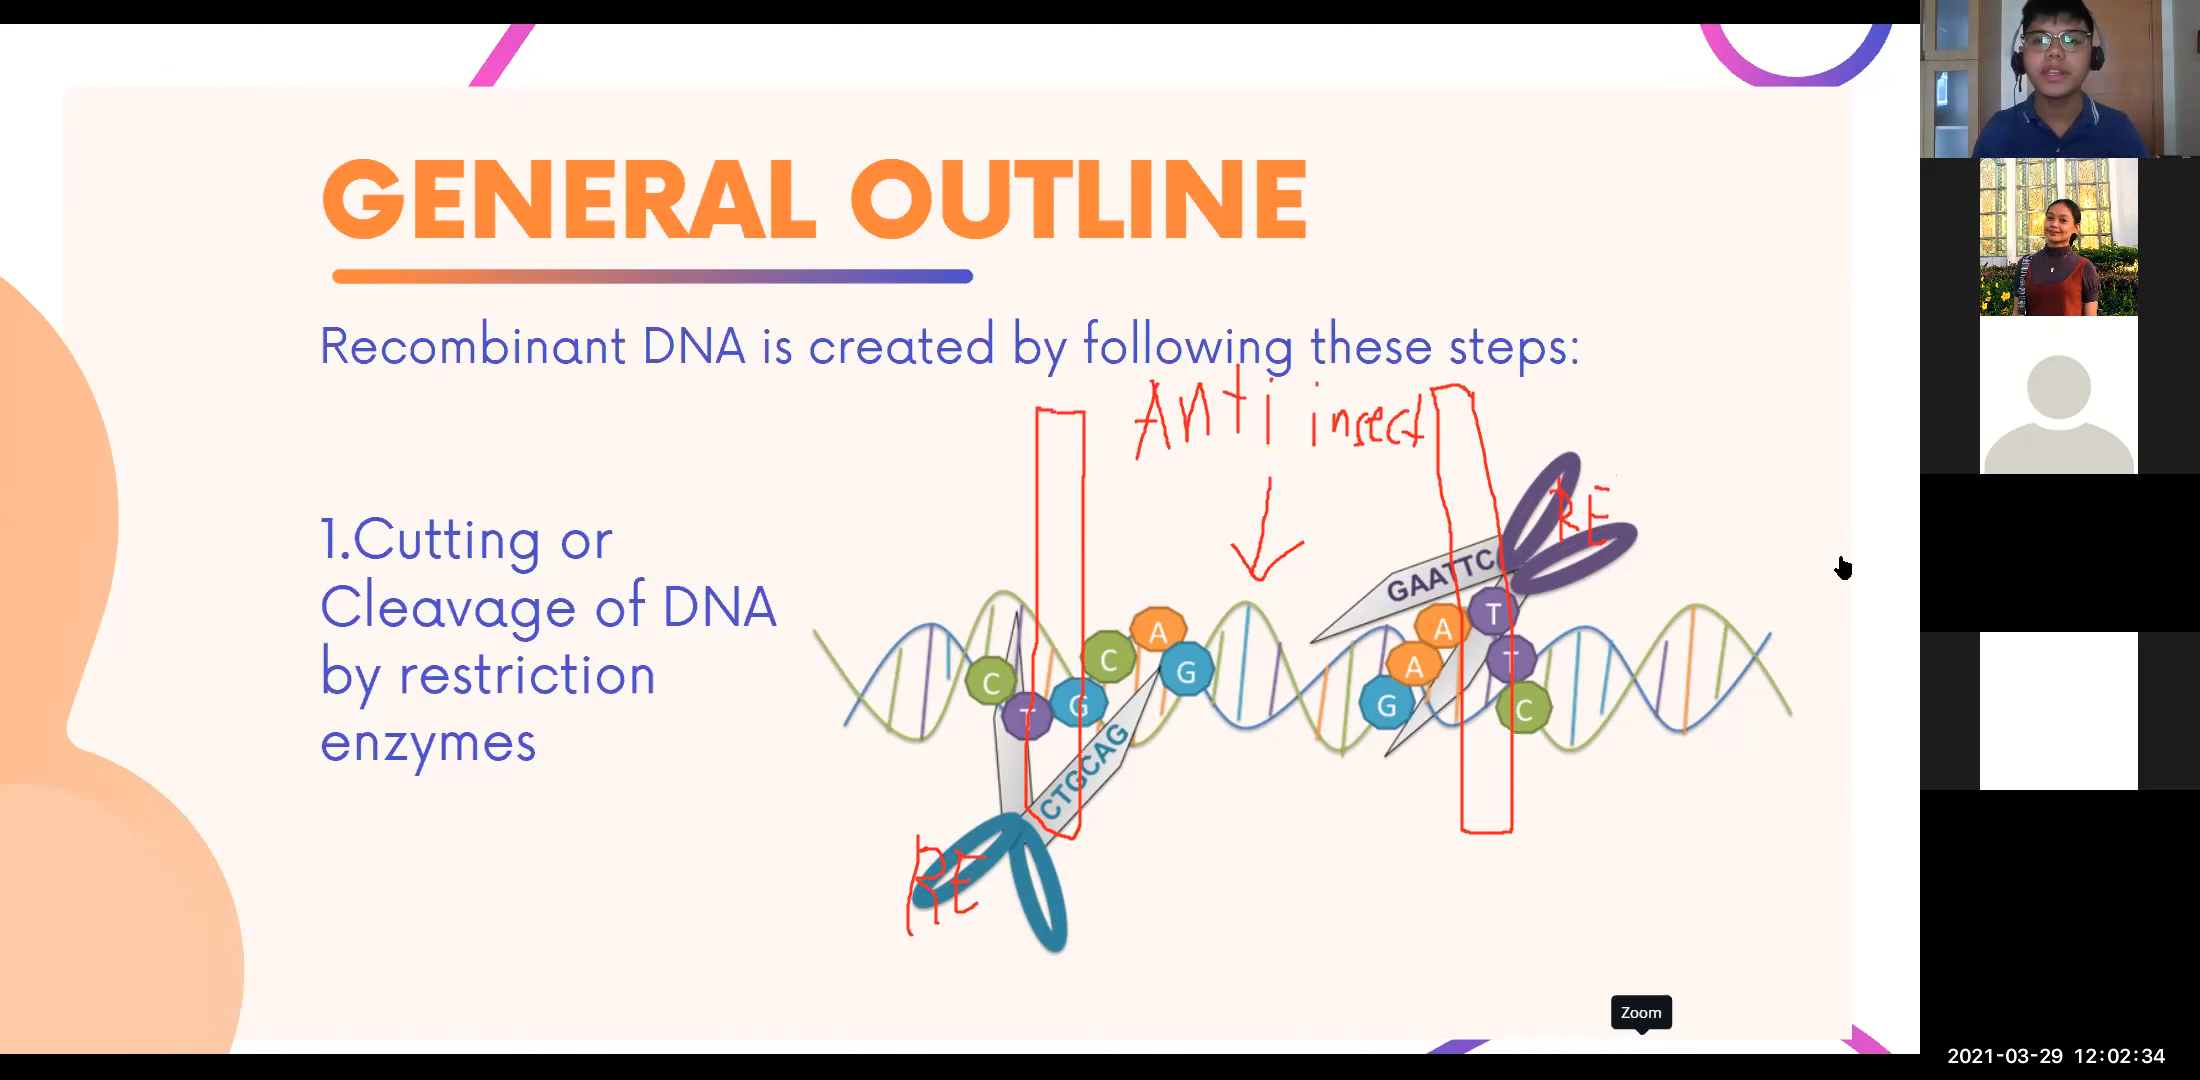 GENERAL OUTLINE
Recombinant DNA is created by following these steps:
Anti insect
RE
1.Cutting or
Cleavage of DNA
by restriction
enzymes
GAATTC
C T G C A G
G A A T T C
CTGCAG
RE
Zoom
2021-03-29 12:02:34